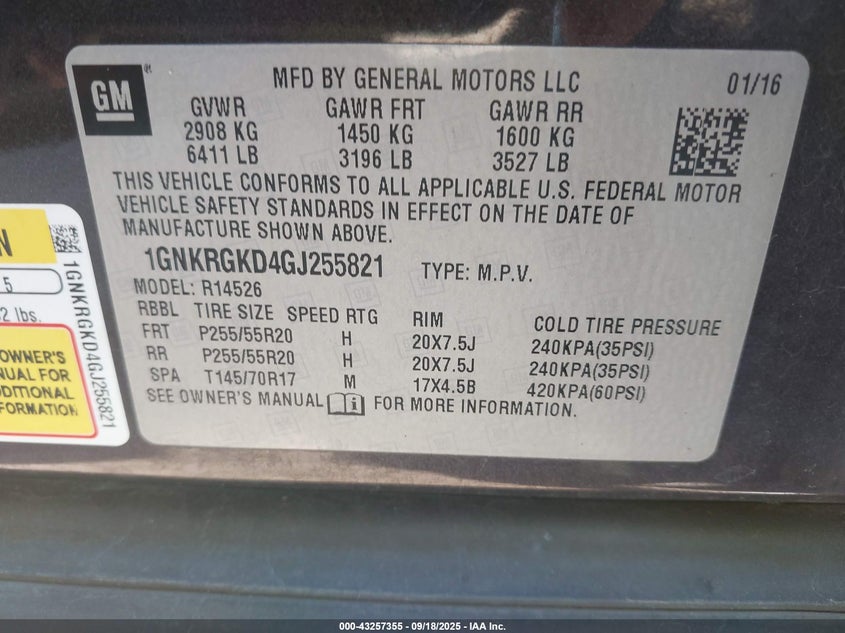 GM
®
MFD BY GENERAL MOTORS LLC 01/16
GVWR GAWR FRT GAWR RR
2908 KG 1450 KG 1600 KG
6411 LB 3196 LB 3527 LB
THIS VEHICLE CONFORMS TO ALL APPLICABLE U.S. FEDERAL MOTOR
VEHICLE SAFETY STANDARDS IN EFFECT ON THE DATE OF
MANUFACTURE SHOWN ABOVE.
1GNKRGKD4GJ255821 TYPE: M.P.V.
MODEL: R14526
RBBL TIRE SIZE SPEED RTG RIM COLD TIRE PRESSURE
FRT P255/55R20 H 20X7.5J 240KPA(35PSI)
RR P255/55R20 H 20X7.5J 240KPA(35PSI)
SPA T145/70R17 M 17X4.5B 420KPA(60PSI)
SEE OWNER'S MANUAL FOR MORE INFORMATION.
N
5
2 lbs.
OWNER'S
NUAL FOR
DDITIONAL
FORMATION
1GNKRGKD4GJ255821
000-43257355 - 09/18/2025 - IAA Inc.